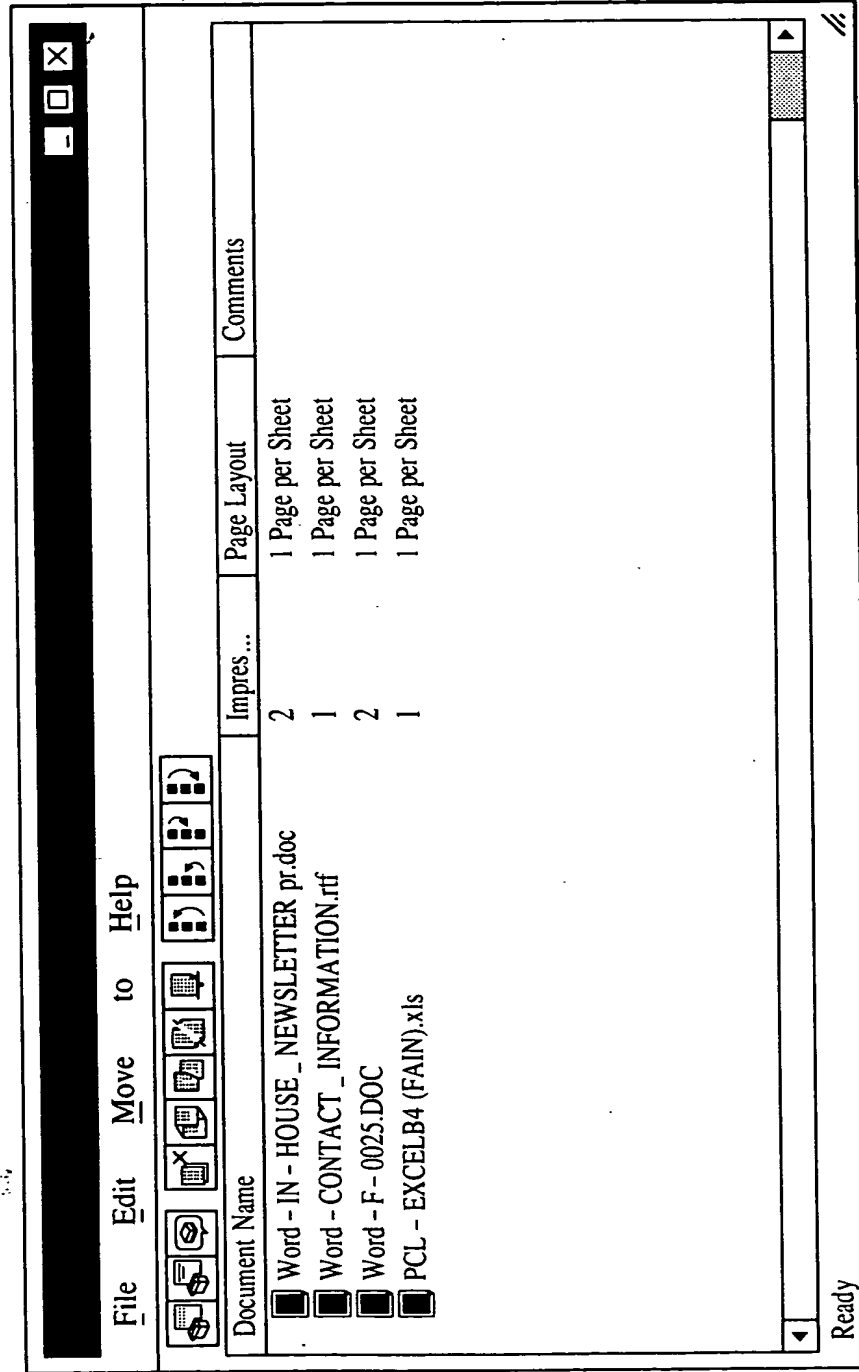 File Edit Move to Help
Document Name Impres... Page Layout Comments
Word - IN - HOUSE _ NEWSLETTER pr.doc 2 1 Page per Sheet
Word - CONTACT _ INFORMATION.rtf 1 1 Page per Sheet
Word - F - 0025.DOC 2 1 Page per Sheet
PCL - EXCELB4 (FAIN).xls 1 1 Page per Sheet
Ready